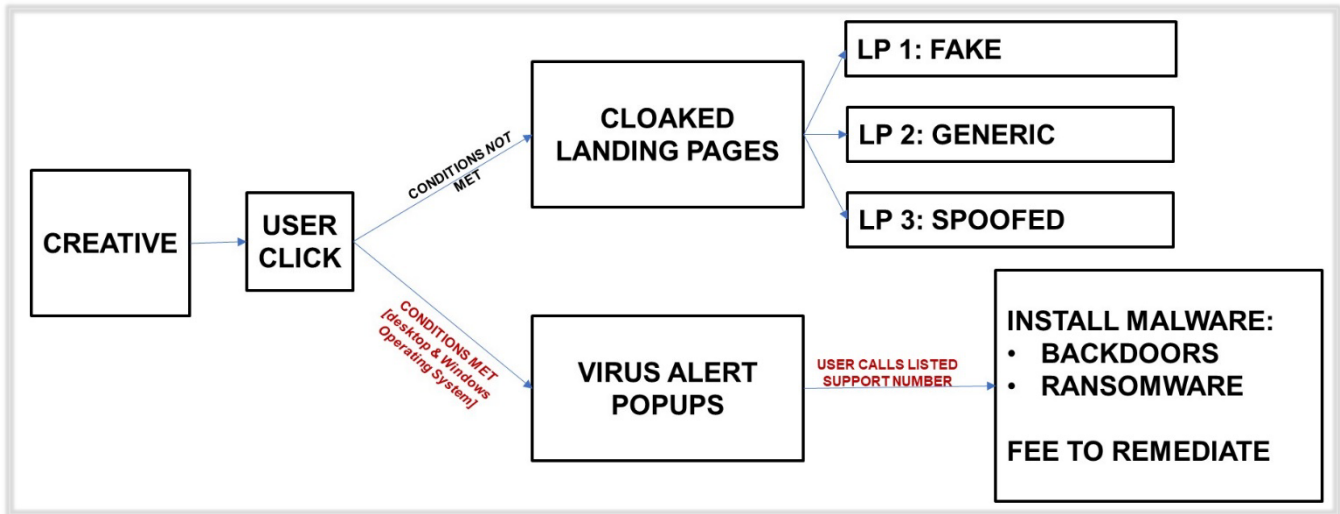 CREATIVE
USER
CLICK
CONDITIONS NOT
MET
CLOAKED
LANDING PAGES
LP 1: FAKE
LP 2: GENERIC
LP 3: SPOOFED
CONDITIONS MET
[desktop & Windows
Operating System]
VIRUS ALERT
POPUPS
USER CALLS LISTED
SUPPORT NUMBER
INSTALL MALWARE:
• BACKDOORS
• RANSOMWARE
FEE TO REMEDIATE